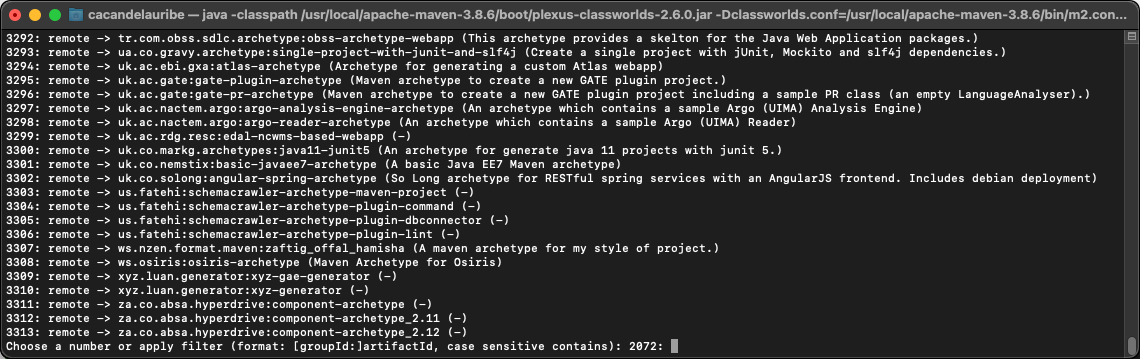 cacandelauribe — java -classpath /usr/local/apache-maven-3.8.6/boot/plexus-classworlds-2.6.0.jar -Dclassworlds.conf=/usr/local/apache-maven-3.8.6/bin/m2.con...
3292: remote -> tr.com.obss.sdlc.archetype:obss-archetype-webapp (This archetype provides a skelton for the Java Web Application packages.)
3293: remote -> ua.co.gravy.archetype:single-project-with-junit-and-slf4j (Create a single project with jUnit, Mockito and slf4j dependencies.)
3294: remote -> uk.ac.ebi.gxa:atlas-archetype (Archetype for generating a custom Atlas webapp)
3295: remote -> uk.ac.gate:gate-plugin-archetype (Maven archetype to create a new GATE plugin project.)
3296: remote -> uk.ac.gate:gate-pr-archetype (Maven archetype to create a new GATE plugin project including a sample PR class (an empty LanguageAnalyser).)
3297: remote -> uk.ac.nactem.argo:argo-analysis-engine-archetype (An archetype which contains a sample Argo (UIMA) Analysis Engine)
3298: remote -> uk.ac.nactem.argo:argo-reader-archetype (An archetype which contains a sample Argo (UIMA) Reader)
3299: remote -> uk.ac.rdg.resc:edal-ncwms-based-webapp (-)
3300: remote -> uk.co.markg.archetypes:java11-junit5 (An archetype for generate java 11 projects with junit 5.)
3301: remote -> uk.co.nemstix:basic-javaee7-archetype (A basic Java EE7 Maven archetype)
3302: remote -> uk.co.solong:angular-spring-archetype (So Long archetype for RESTful spring services with an AngularJS frontend. Includes debian deployment)
3303: remote -> us.fatehi:schemacrawler-archetype-maven-project (-)
3304: remote -> us.fatehi:schemacrawler-archetype-plugin-command (-)
3305: remote -> us.fatehi:schemacrawler-archetype-plugin-dbconnector (-)
3306: remote -> us.fatehi:schemacrawler-archetype-plugin-lint (-)
3307: remote -> ws.nzen.format.maven:zaftig_offal_hamisha (A maven archetype for my style of project.)
3308: remote -> ws.osiris:osiris-archetype (Maven Archetype for Osiris)
3309: remote -> xyz.luan.generator:xyz-gae-generator (-)
3310: remote -> xyz.luan.generator:xyz-generator (-)
3311: remote -> za.co.absa.hyperdrive:component-archetype (-)
3312: remote -> za.co.absa.hyperdrive:component-archetype_2.11 (-)
3313: remote -> za.co.absa.hyperdrive:component-archetype_2.12 (-)
Choose a number or apply filter (format: [groupId:]artifactId, case sensitive contains): 2072: